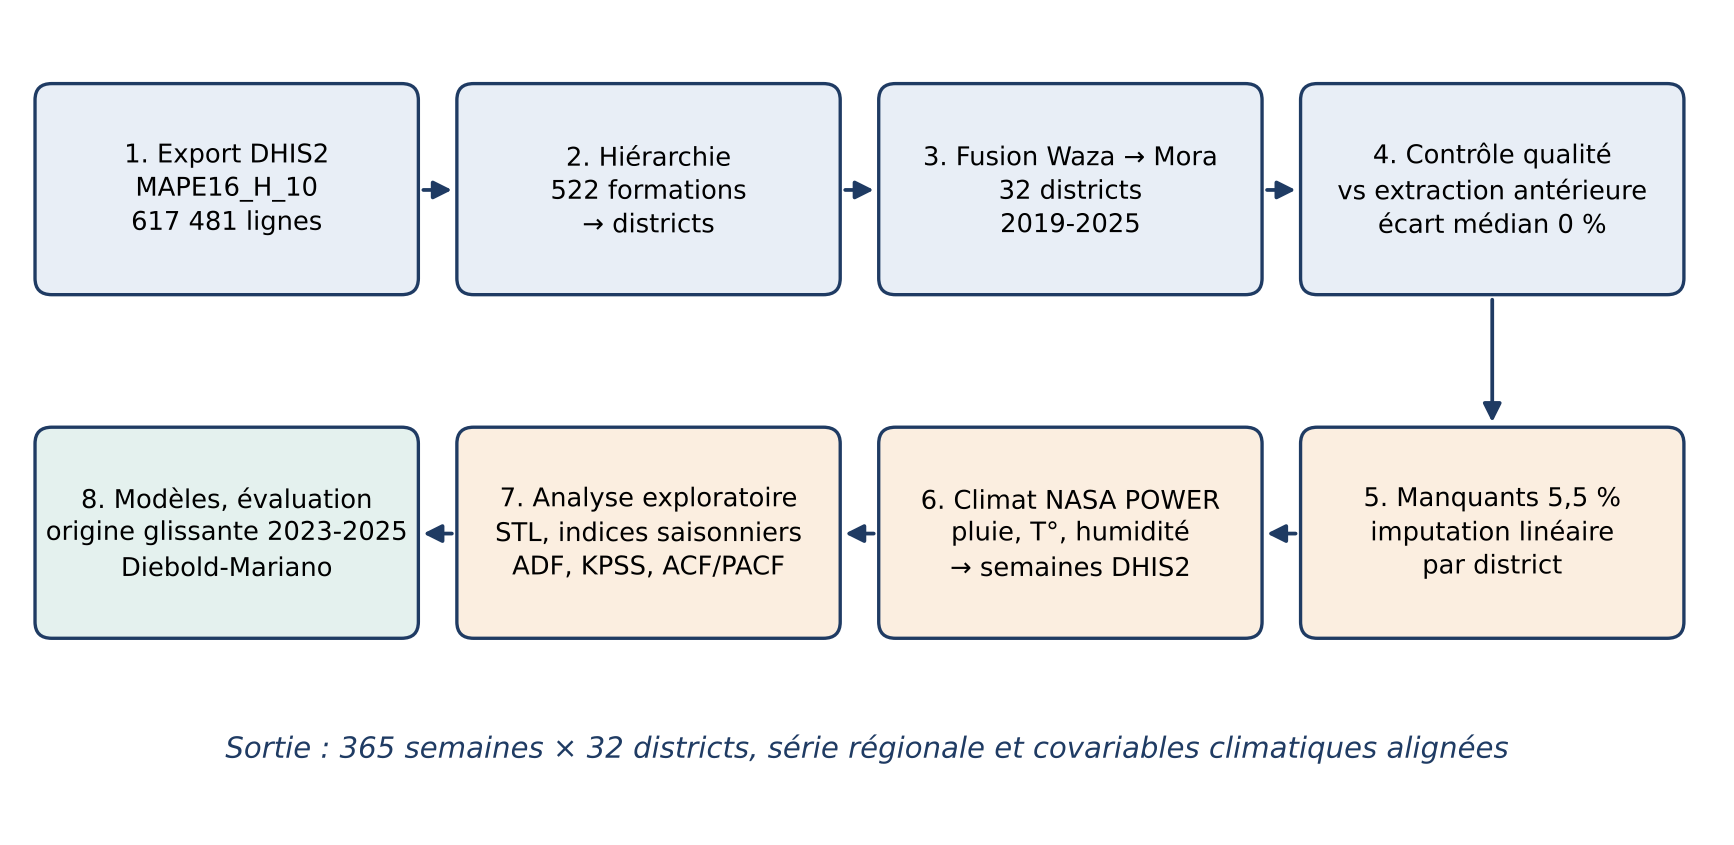 1. Export DHIS2
MAPE16_H_10
617 481 lignes
2. Hiérarchie
522 formations
→ districts
3. Fusion Waza → Mora
32 districts
2019-2025
4. Contrôle qualité
vs extraction antérieure
écart médian 0 %
8. Modèles, évaluation
origine glissante 2023-2025
Diebold-Mariano
7. Analyse exploratoire
STL, indices saisonniers
ADF, KPSS, ACF/PACF
6. Climat NASA POWER
pluie, T°, humidité
→ semaines DHIS2
5. Manquants 5,5 %
imputation linéaire
par district
Sortie : 365 semaines × 32 districts, série régionale et covariables climatiques alignées